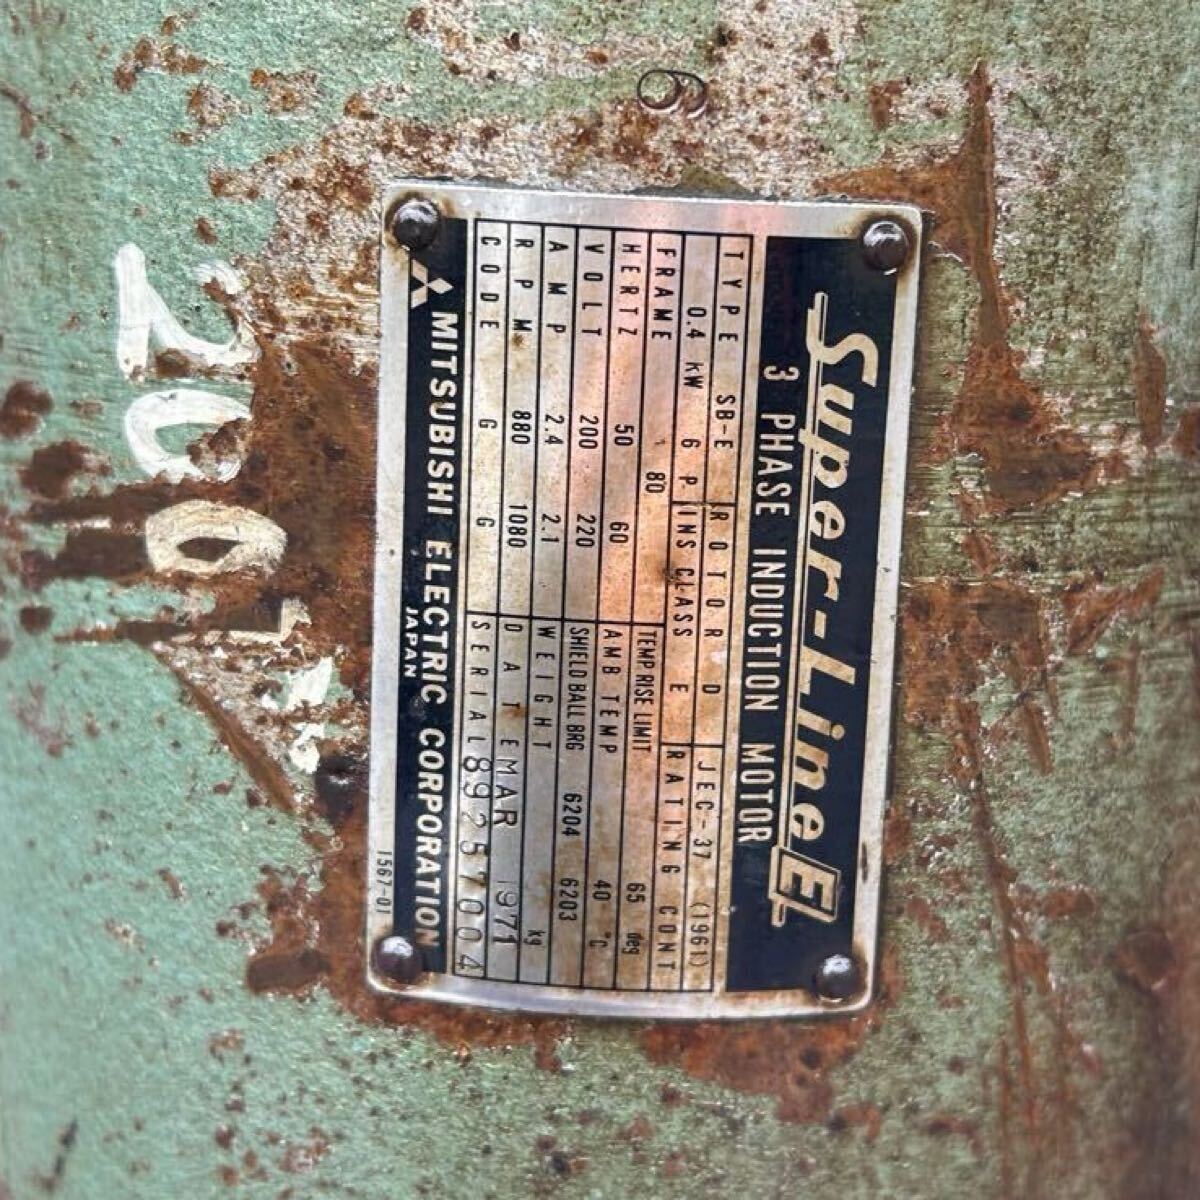 Super-Line E
3 PHASE INDUCTION MOTOR
TYPE SB-E ROTOR D JEC-37 (1961)
0.4 kW 6 P INS CLASS E RATING CONT
FRAME 80 TEMP RISE LIMIT 65 deg
HERTZ 50 60 AMB TEMP 40 °C
VOLT 200 220 SHIELD BALL BRG 6204 6203
AMP 2.4 2.1 WEIGHT kg
RPM 880 1080 DATE MAR 1971
CODE G G SERIAL 89257004
MITSUBISHI ELECTRIC CORPORATION
JAPAN
1567-01